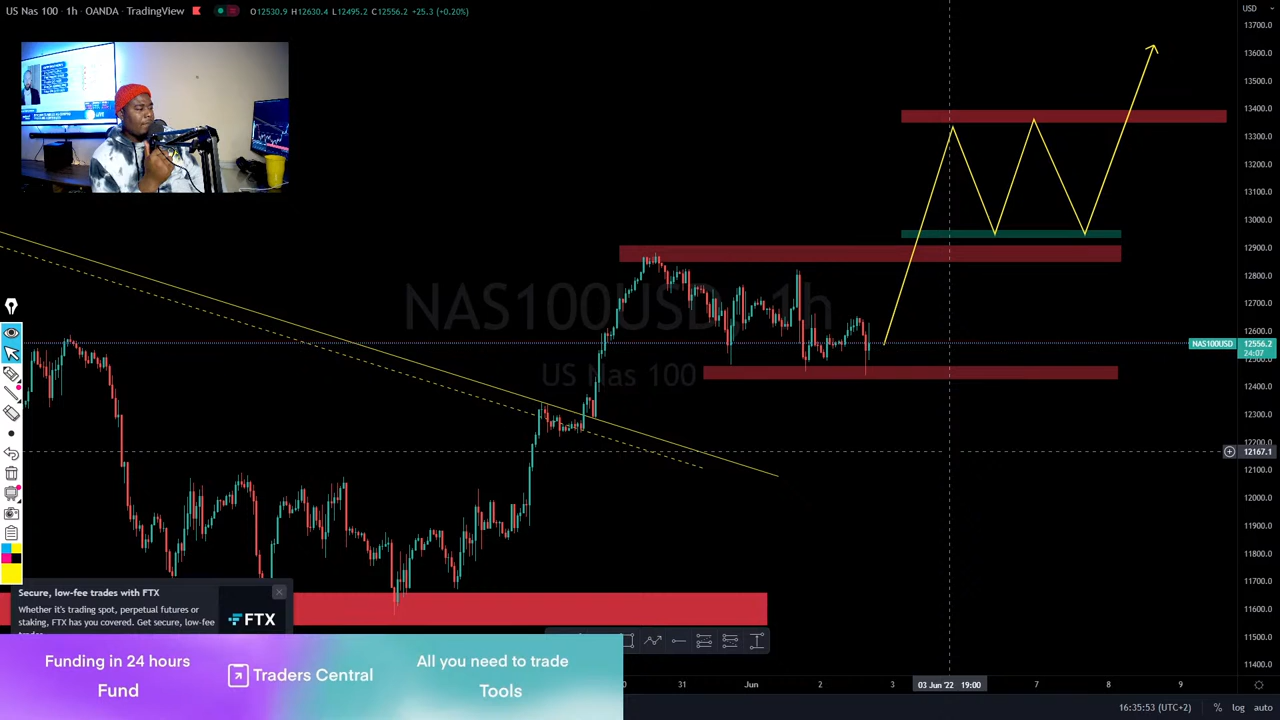 US Nas 100 · 1h · OANDA · TradingView
O12530.9 H12630.4 L12495.2 C12556.2 +25.3 (+0.20%)
USD
13700.0
13600.0
13500.0
13400.0
13300.0
13200.0
13100.0
13000.0
12900.0
12800.0
12700.0
12600.0
NAS100USD, 1h
US Nas 100
NAS100USD
12556.2
24:07
12400.0
12300.0
12200.0
12167.1
12100.0
12000.0
11900.0
11800.0
11700.0
11600.0
11500.0
11400.0
Secure, low-fee trades with FTX
Whether it's trading spot, perpetual futures or
staking, FTX has you covered. Get secure, low-fee
FTX
Funding in 24 hours
Fund
Traders Central
All you need to trade
Tools
31
Jun
2
3
03 Jun '22 19:00
7
8
9
16:35:53 (UTC+2)
%
log
auto